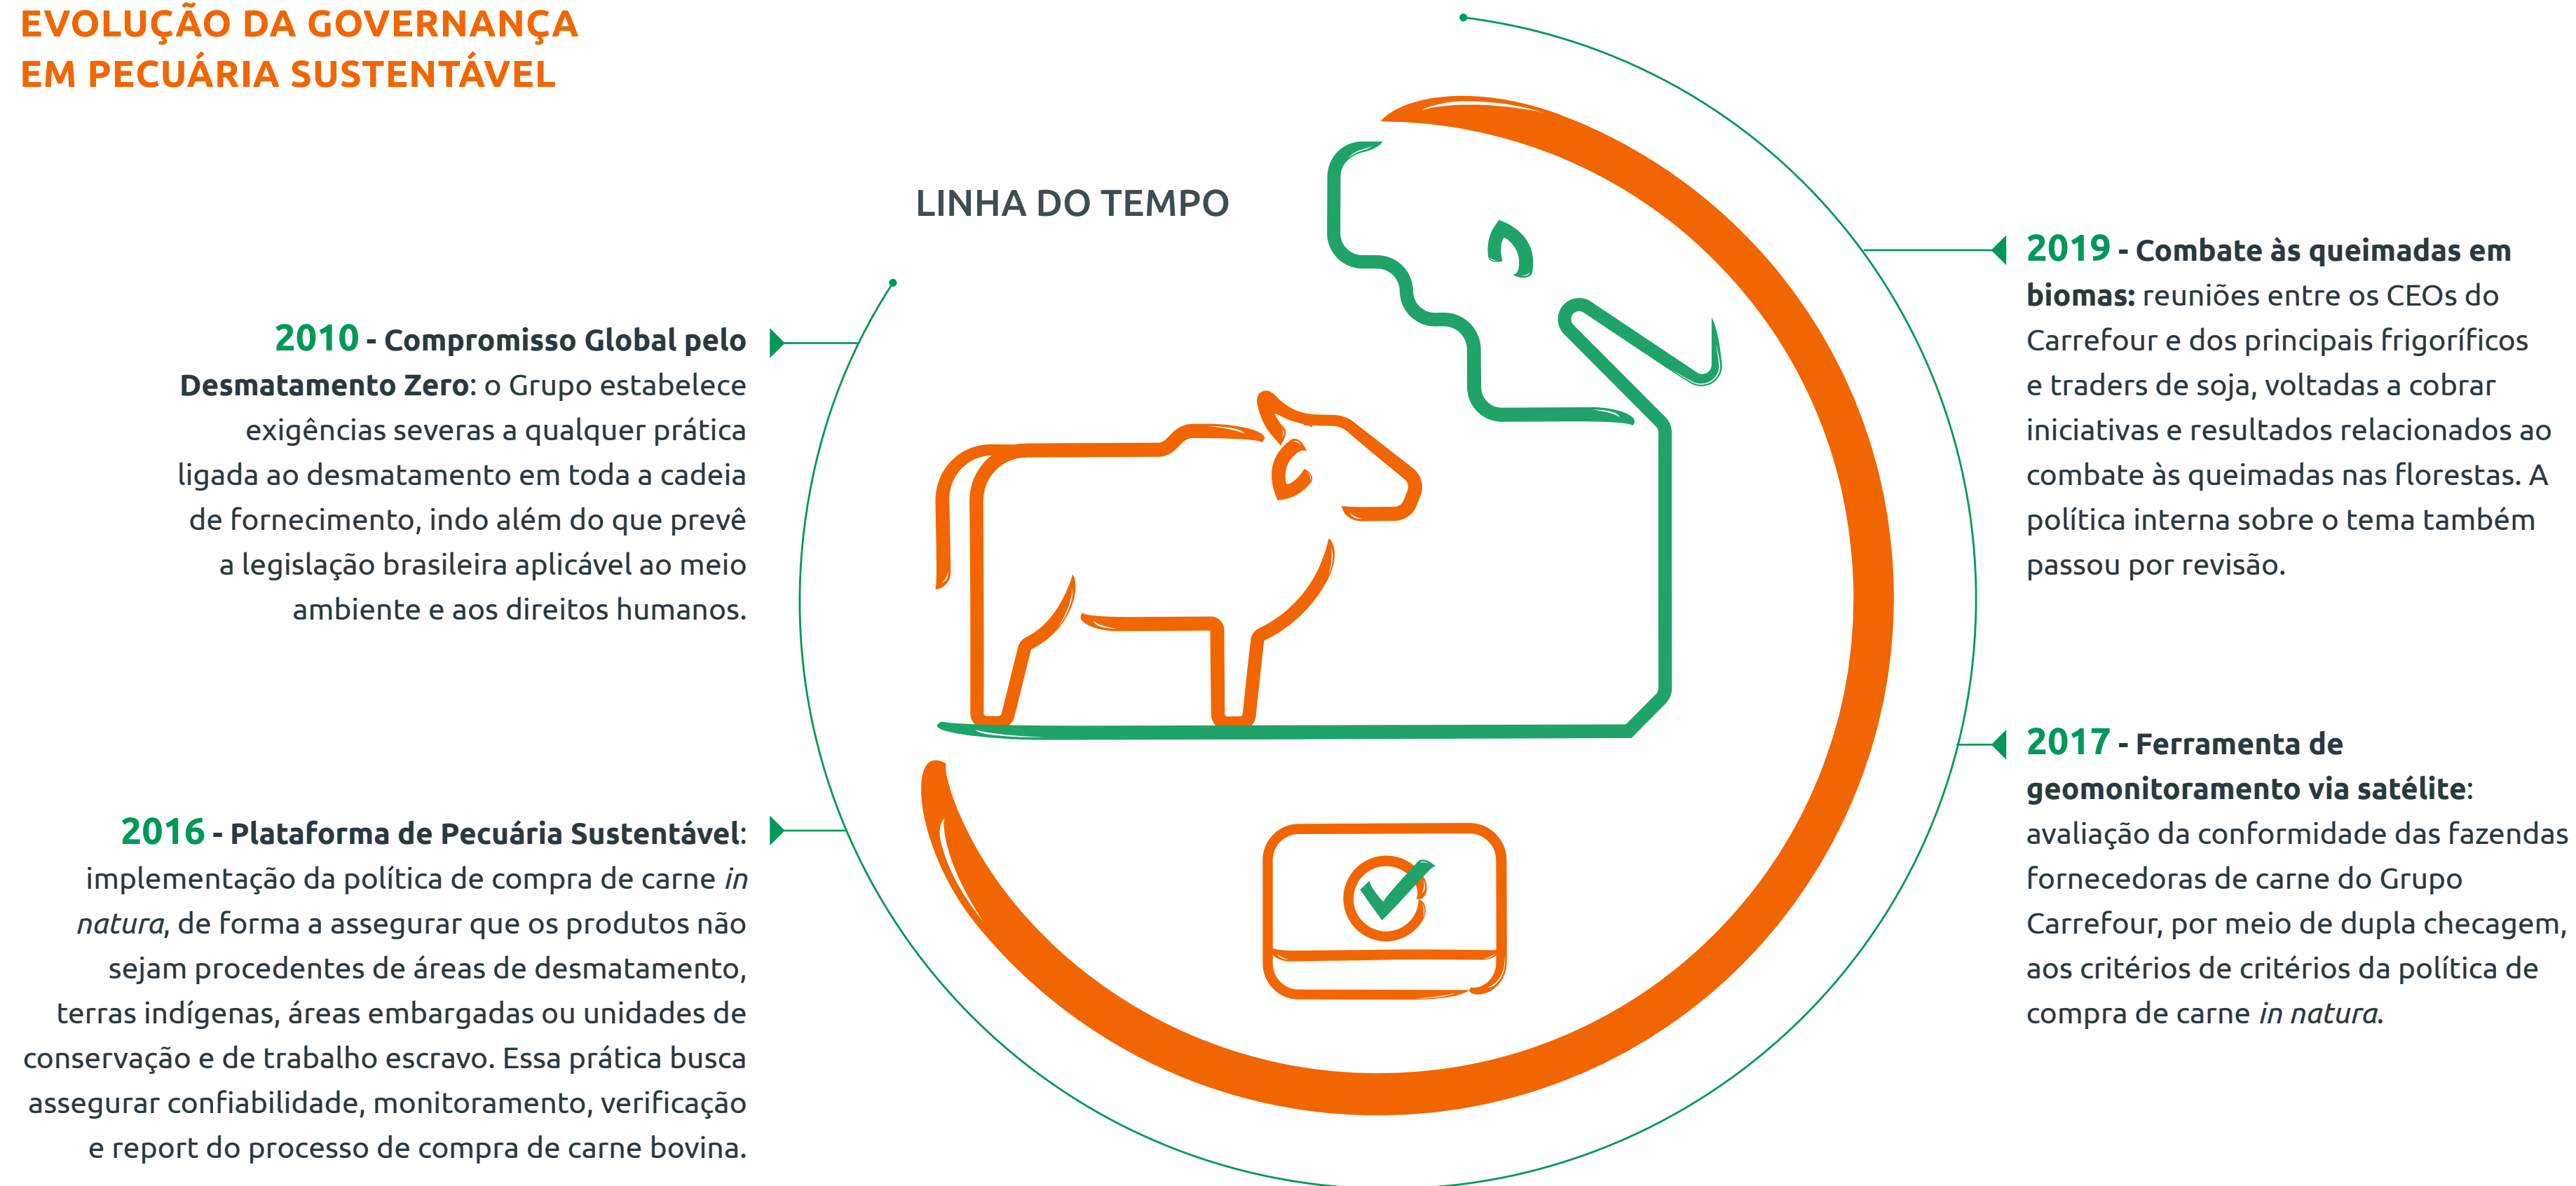 EVOLUÇÃO DA GOVERNANÇA
EM PECUÁRIA SUSTENTÁVEL
LINHA DO TEMPO
2010 - Compromisso Global pelo
Desmatamento Zero: o Grupo estabelece
exigências severas a qualquer prática
ligada ao desmatamento em toda a cadeia
de fornecimento, indo além do que prevê
a legislação brasileira aplicável ao meio
ambiente e aos direitos humanos.
2016 - Plataforma de Pecuária Sustentável:
implementação da política de compra de carne in
natura, de forma a assegurar que os produtos não
sejam procedentes de áreas de desmatamento,
terras indígenas, áreas embargadas ou unidades de
conservação e de trabalho escravo. Essa prática busca
assegurar confiabilidade, monitoramento, verificação
e report do processo de compra de carne bovina.
2017 - Ferramenta de
geomonitoramento via satélite:
avaliação da conformidade das fazendas
fornecedoras de carne do Grupo
Carrefour, por meio de dupla checagem,
aos critérios de critérios da política de
compra de carne in natura.
2019 - Combate às queimadas em
biomas: reuniões entre os CEOs do
Carrefour e dos principais frigoríficos
e traders de soja, voltadas a cobrar
iniciativas e resultados relacionados ao
combate às queimadas nas florestas. A
política interna sobre o tema também
passou por revisão.